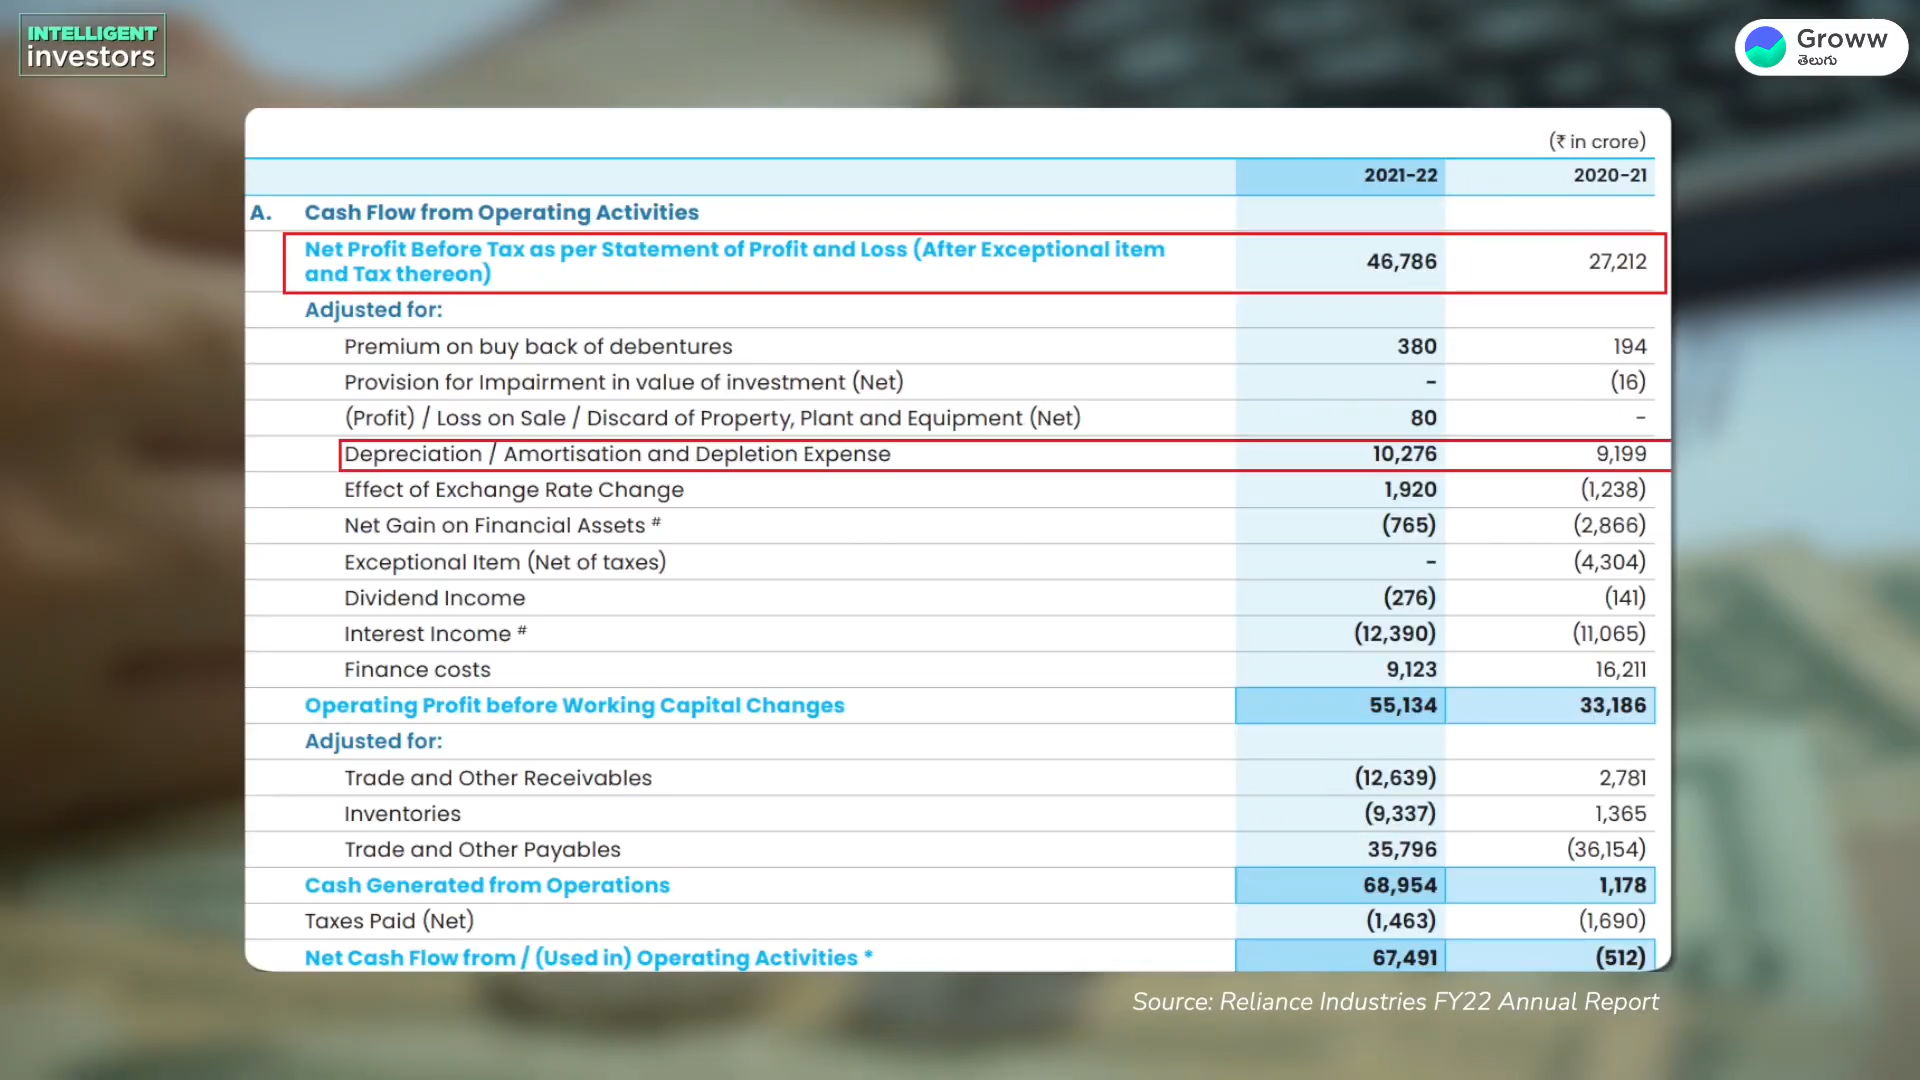 INTELLIGENT
investors
Groww
తెలుగు
(₹ in crore)
2021-22 2020-21
A. Cash Flow from Operating Activities
Net Profit Before Tax as per Statement of Profit and Loss (After Exceptional item
and Tax thereon) 46,786 27,212
Adjusted for:
Premium on buy back of debentures 380 194
Provision for Impairment in value of investment (Net) - (16)
(Profit) / Loss on Sale / Discard of Property, Plant and Equipment (Net) 80 -
Depreciation / Amortisation and Depletion Expense 10,276 9,199
Effect of Exchange Rate Change 1,920 (1,238)
Net Gain on Financial Assets # (765) (2,866)
Exceptional Item (Net of taxes) - (4,304)
Dividend Income (276) (141)
Interest Income # (12,390) (11,065)
Finance costs 9,123 16,211
Operating Profit before Working Capital Changes 55,134 33,186
Adjusted for:
Trade and Other Receivables (12,639) 2,781
Inventories (9,337) 1,365
Trade and Other Payables 35,796 (36,154)
Cash Generated from Operations 68,954 1,178
Taxes Paid (Net) (1,463) (1,690)
Net Cash Flow from / (Used in) Operating Activities * 67,491 (512)
Source: Reliance Industries FY22 Annual Report